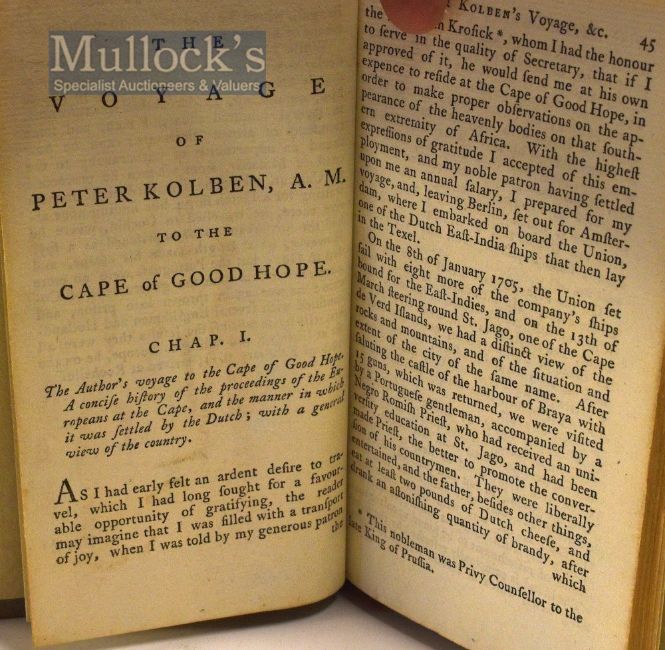 Mullock's
Specialist Auctioneers & Valuers
THE
VOYAGE
OF
PETER KOLBEN, A. M.
TO THE
CAPE of GOOD HOPE.
CHAP. I.
The Author's voyage to the Cape of Good Hope.
A conciſe hiſtory of the proceedings of the Eu-
ropeans at the Cape, and the manner in which
it was ſettled by the Dutch; with a general
view of the country.
AS I had early felt an ardent deſire to tra-
vel, which I had long ſought for a favour-
able opportunity of gratifying, the reader
may imagine that I was filled with a tranſport
of joy, when I was told by my generous patron
the
KOLBEN's Voyage, &c. 45
the Kroſick *, whom I had the honour
to ſerve in the quality of Secretary, that if I
approved of it, he would ſend me at his own
expence to reſide at the Cape of Good Hope, in
order to make proper obſervations on the ap-
pearance of the heavenly bodies on that ſouth-
ern extremity of Africa. With the higheſt
expreſſions of gratitude I accepted of this em-
ployment, and my noble patron having ſettled
upon me an annual ſalary, I prepared for my
voyage, and, leaving Berlin, ſet out for Amſter-
dam, where I embarked on board the Union,
one of the Dutch Eaſt-India ſhips that then lay
in the Texel.
On the 8th of January 1705, the Union ſet
ſail with eight more of the company's ſhips
bound for the Eaſt-Indies, and on the 13th of
March ſteering round St. Jago, one of the Cape
de Verd Iſlands, we had a diſtinct view of the
rocks and mountains, and of the ſituation and
extent of the city of the ſame name. After
ſaluting the caſtle of the harbour of Braya with
15 guns, which was returned, we were viſited
by a Portugueſe gentleman, accompanied by a
Negro Romiſh Prieſt, who had received an uni-
verſity education at St. Jago, and had been
made Prieſt, the better to promote the conver-
ſion of his countrymen. They were liberally
entertained, and the father, beſides other things,
eat at leaſt two pounds of Dutch cheeſe, and
drank an aſtoniſhing quantity of brandy, after
which
* This nobleman was Privy Counſellor to the
late King of Pruſſia.